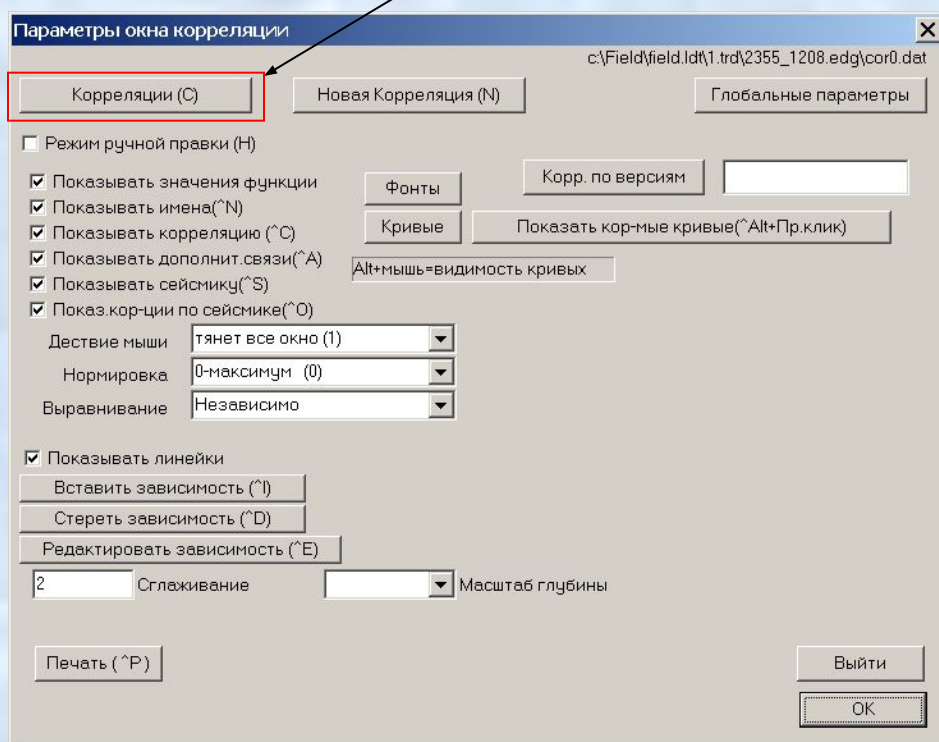 Параметры окна корреляции
c:\Field\field.ldt\1.trd\2355_1208.edg\cor0.dat
Корреляции (C) Новая Корреляция (N) Глобальные параметры
Режим ручной правки (H)
Показывать значения функции Фонты Корр. по версиям
Показывать имена(^N)
Показывать корреляцию (^C) Кривые Показать кор-мые кривые(^Alt+Пр.клик)
Показывать дополнит.связи(^A) Alt+мышь=видимость кривых
Показывать сейсмику(^S)
Показ.кор-ции по сейсмике(^O)
Дествие мыши тянет все окно (1)
Нормировка 0-максимум (0)
Выравнивание Независимо
Показывать линейки
Вставить зависимость (^I)
Стереть зависимость (^D)
Редактировать зависимость (^E)
2 Сглаживание Масштаб глубины
Печать (^P) Выйти
OK